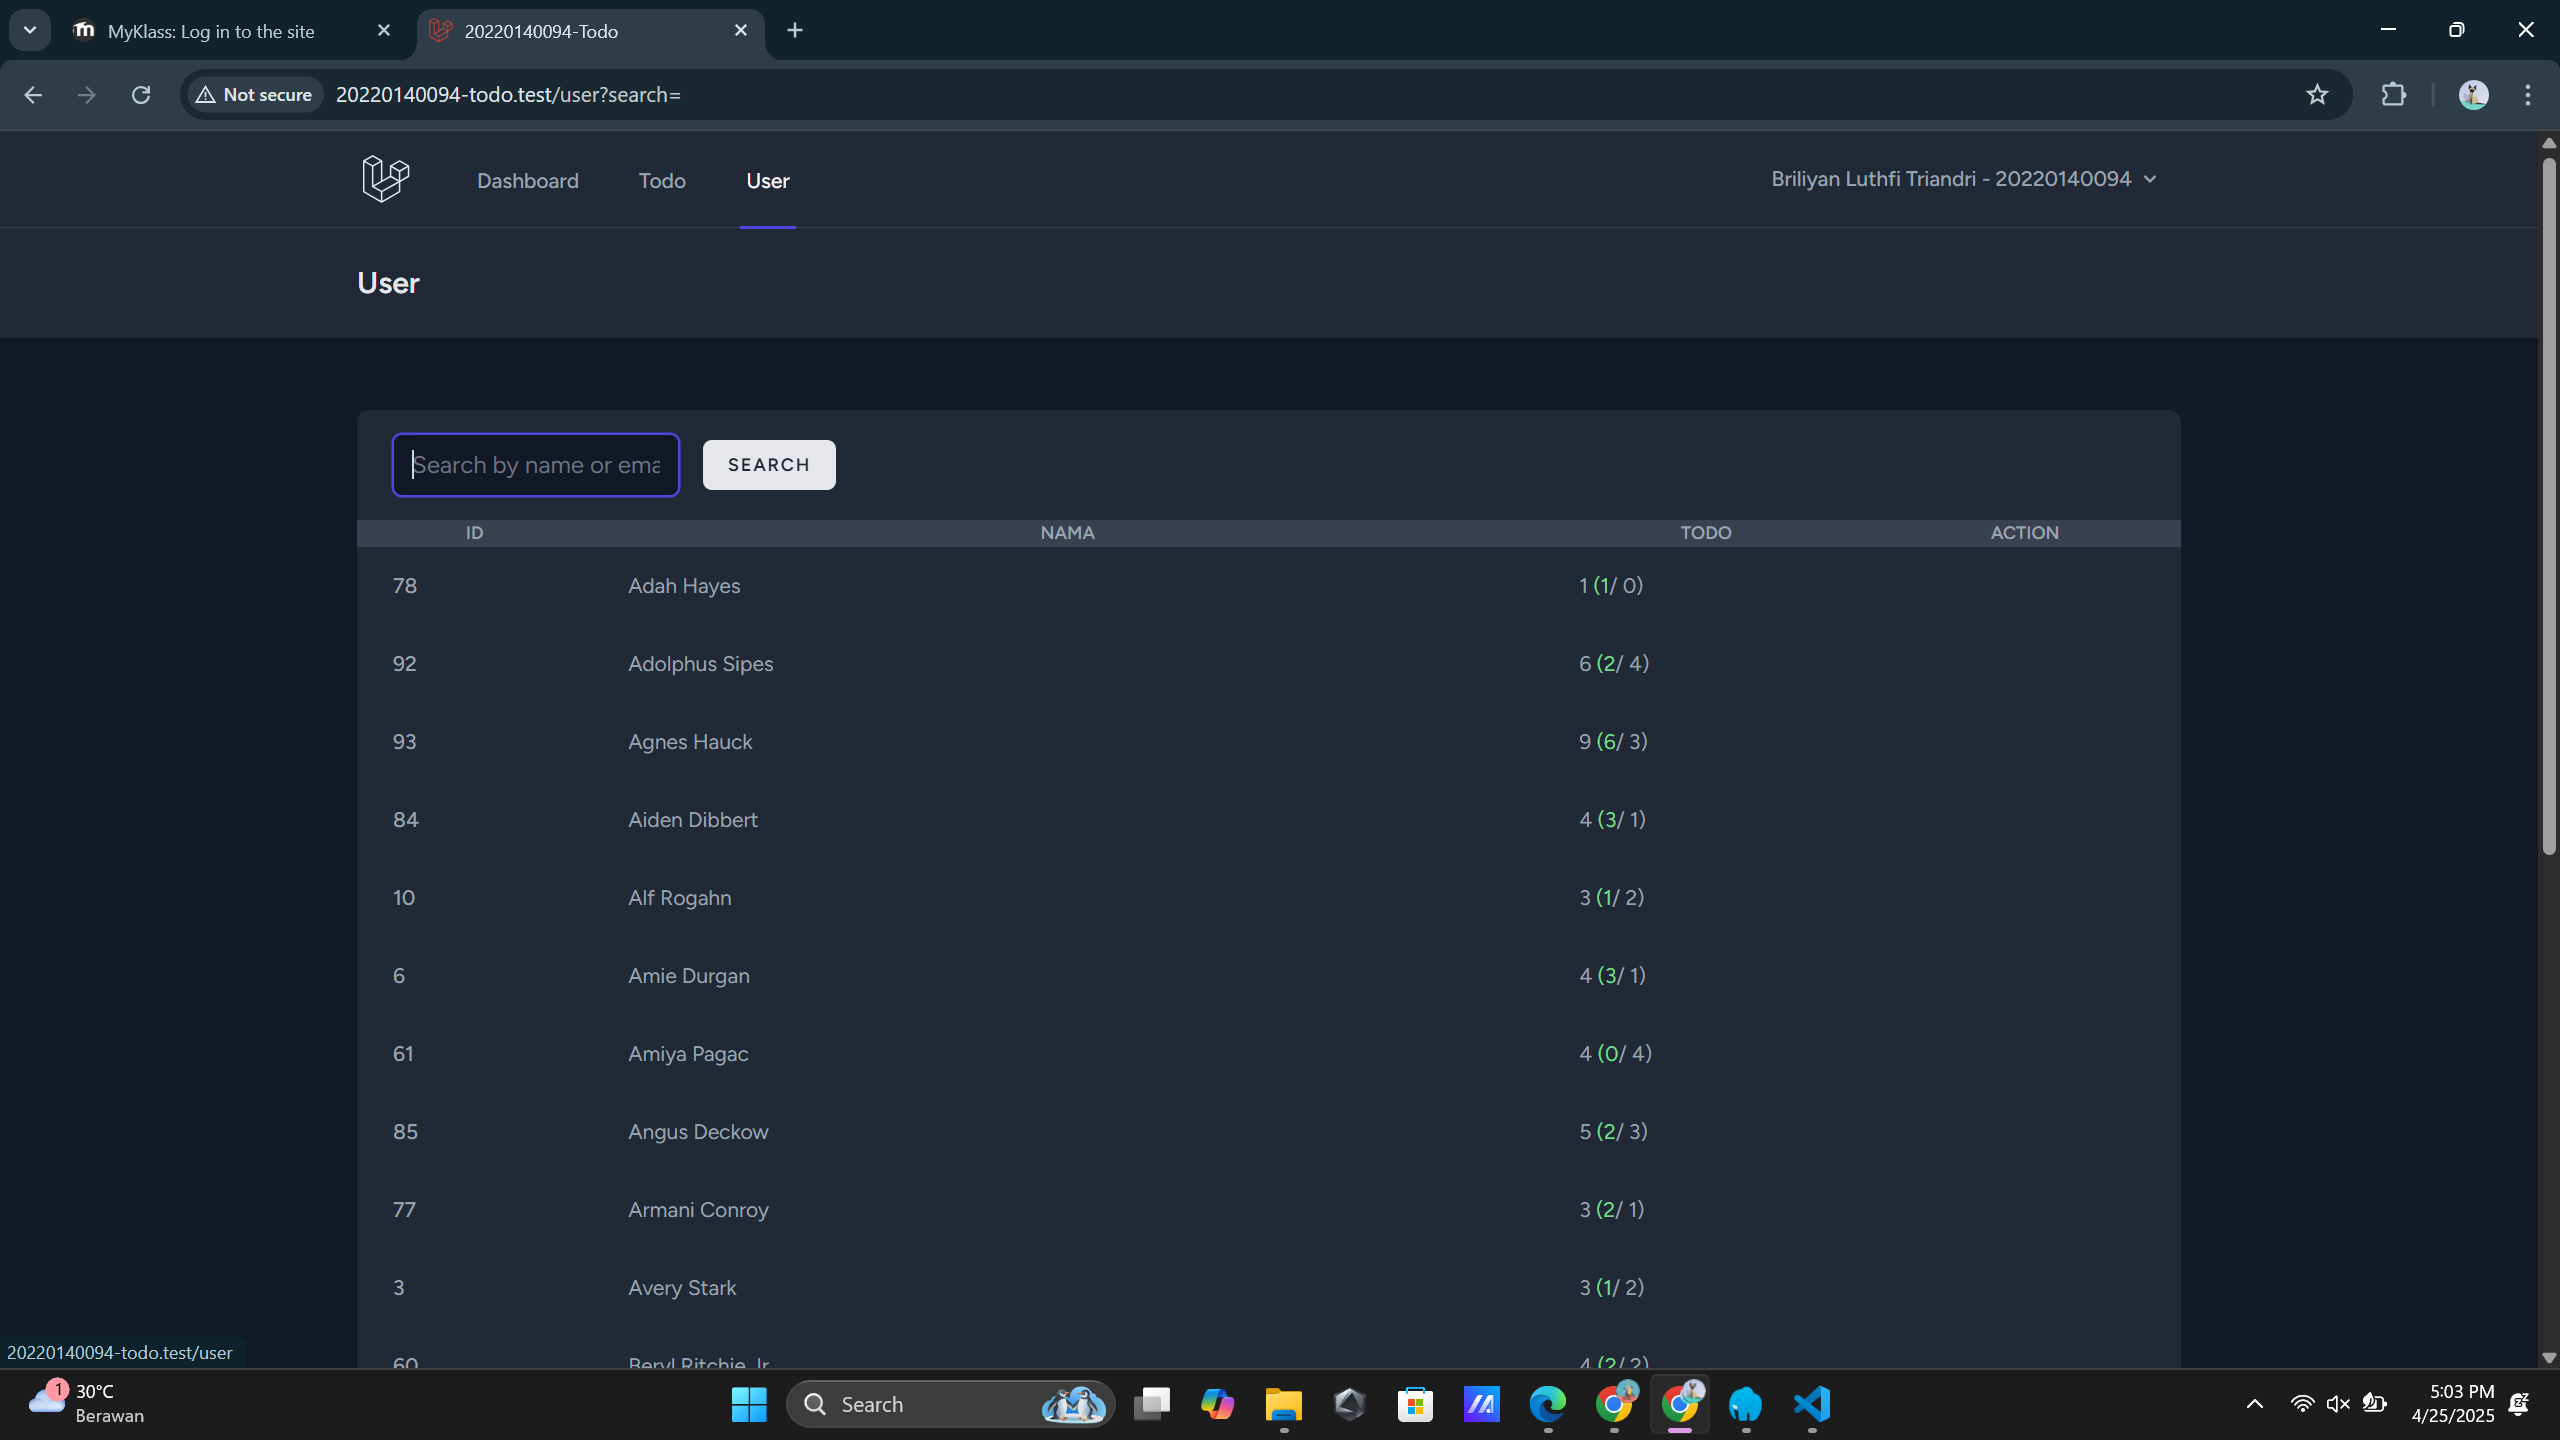 MyKlass: Log in to the site
20220140094-Todo
Not secure
20220140094-todo.test/user?search=
Dashboard
Todo
User
Briliyan Luthfi Triandri - 20220140094
User
Search by name or ema
SEARCH
ID NAMA TODO ACTION
78 Adah Hayes 1 (1/ 0)
92 Adolphus Sipes 6 (2/ 4)
93 Agnes Hauck 9 (6/ 3)
84 Aiden Dibbert 4 (3/ 1)
10 Alf Rogahn 3 (1/ 2)
6 Amie Durgan 4 (3/ 1)
61 Amiya Pagac 4 (0/ 4)
85 Angus Deckow 5 (2/ 3)
77 Armani Conroy 3 (2/ 1)
3 Avery Stark 3 (1/ 2)
60 Beryl Ritchie Jr. 4 (2/ 2)
20220140094-todo.test/user
1
30°C
Berawan
Search
5:03 PM
4/25/2025